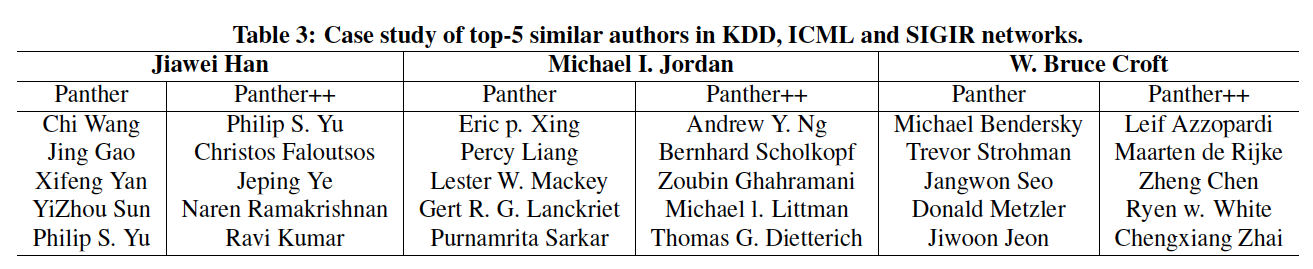 Table 3: Case study of top-5 similar authors in KDD, ICML and SIGIR networks.
Jiawei Han Michael I. Jordan W. Bruce Croft
Panther Panther++ Panther Panther++ Panther Panther++
Chi Wang Philip S. Yu Eric p. Xing Andrew Y. Ng Michael Bendersky Leif Azzopardi
Jing Gao Christos Faloutsos Percy Liang Bernhard Scholkopf Trevor Strohman Maarten de Rijke
Xifeng Yan Jeping Ye Lester W. Mackey Zoubin Ghahramani Jangwon Seo Zheng Chen
YiZhou Sun Naren Ramakrishnan Gert R. G. Lanckriet Michael l. Littman Donald Metzler Ryen w. White
Philip S. Yu Ravi Kumar Purnamrita Sarkar Thomas G. Dietterich Jiwoon Jeon Chengxiang Zhai